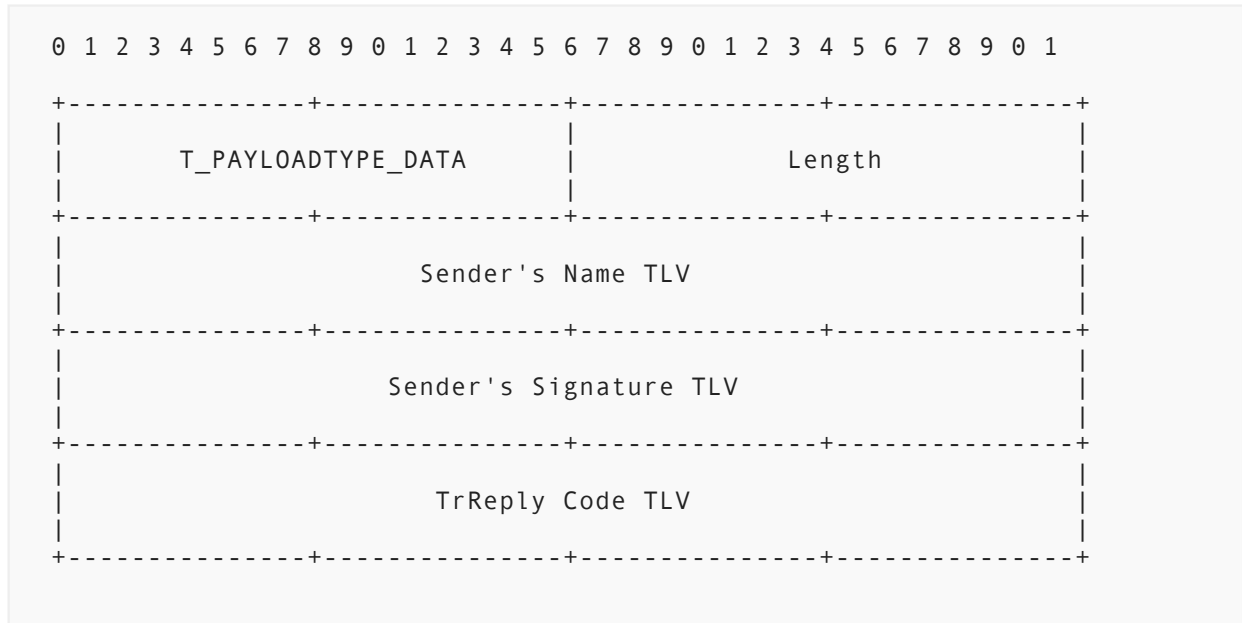 0 1 2 3 4 5 6 7 8 9 0 1 2 3 4 5 6 7 8 9 0 1 2 3 4 5 6 7 8 9 0 1
+---------------+---------------+---------------+---------------+
|                               |                               |
|       T_PAYLOADTYPE_DATA      |             Length            |
|                               |                               |
+---------------+---------------+---------------+---------------+
|                                                               |
|                      Sender's Name TLV                        |
|                                                               |
+---------------+---------------+---------------+---------------+
|                                                               |
|                    Sender's Signature TLV                     |
|                                                               |
+---------------+---------------+---------------+---------------+
|                                                               |
|                       TrReply Code TLV                        |
|                                                               |
+---------------+---------------+---------------+---------------+